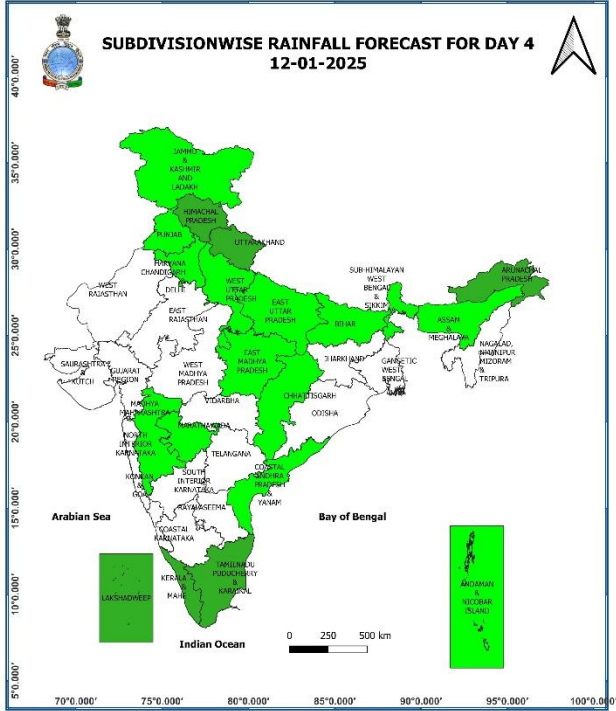 SUBDIVISIONWISE RAINFALL FORECAST FOR DAY 4
12-01-2025
40°0.000'
35°0.000'
30°0.000'
25°0.000'
20°0.000'
15°0.000'
10°0.000'
5°0.000'
JAMMU
&
KASHMIR
AND
LADAKH
HIMACHAL
PRADESH
PUNJAB
UTTARAKHAND
HARYANA
CHANDIGARH
DELHI
ARUNACHAL
PRADESH
SUB-HIMALAYAN
WEST
BENGAL
&
SIKKIM
WEST
RAJASTHAN
WEST
UTTAR
PRADESH
EAST
RAJASTHAN
EAST
UTTAR
PRADESH
BIHAR
ASSAM
&
MEGHALAYA
NAGALAD,
MANIPUR
MIZORAM
&
TRIPURA
SAURASHTRA
&
KUTCH
GUJARAT
REGION
WEST
MADHYA
PRADESH
EAST
MADHYA
PRADESH
JHARKHAND
GANGETIC
WEST
BENGAL
CHHATTISGARH
ODISHA
VIDARBHA
MADHYA
MAHARASHTRA
MARATHAWADA
NORTH
INTERIOR
KARNATAKA
TELANGANA
KONKAN
&
GOA
SOUTH
INTERIOR
KARNATAKA
COASTAL
ANDHRA
PRADESH
&
YANAM
RAYALASEEMA
COASTAL
KARNATAKA
Arabian Sea
Bay of Bengal
TAMILNADU
PUDUCHERRY
&
KARAIKAL
KERALA
&
MAHE
LAKSHADWEEP
ANDAMAN
&
NICOBAR
ISLAND
Indian Ocean
0 250 500 km
70°0.000' 75°0.000' 80°0.000' 85°0.000' 90°0.000' 95°0.000' 100°0.000'